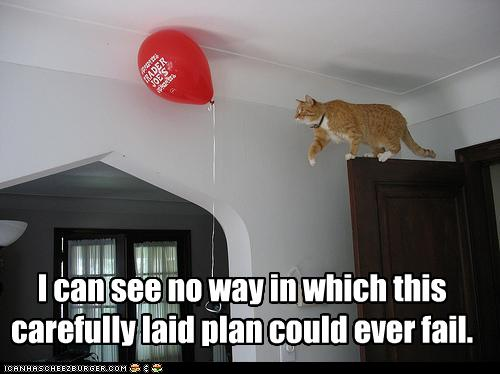 TRADER
JOE'S
I can see no way in which this
carefully laid plan could ever fail.
ICANHASCHEEZBURGER.COM